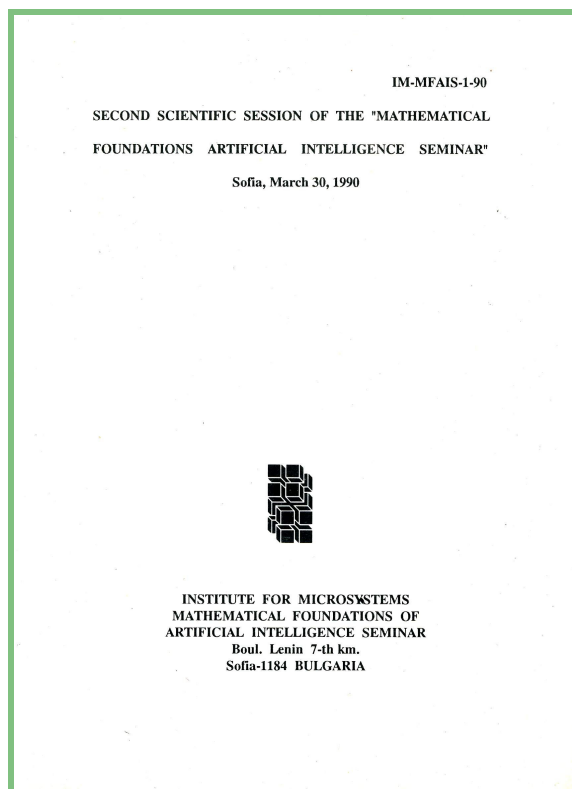 IM-MFAIS-1-90
SECOND SCIENTIFIC SESSION OF THE "MATHEMATICAL
FOUNDATIONS ARTIFICIAL INTELLIGENCE SEMINAR"
Sofia, March 30, 1990
INSTITUTE FOR MICROSYSTEMS
MATHEMATICAL FOUNDATIONS OF
ARTIFICIAL INTELLIGENCE SEMINAR
Boul. Lenin 7-th km.
Sofia-1184 BULGARIA